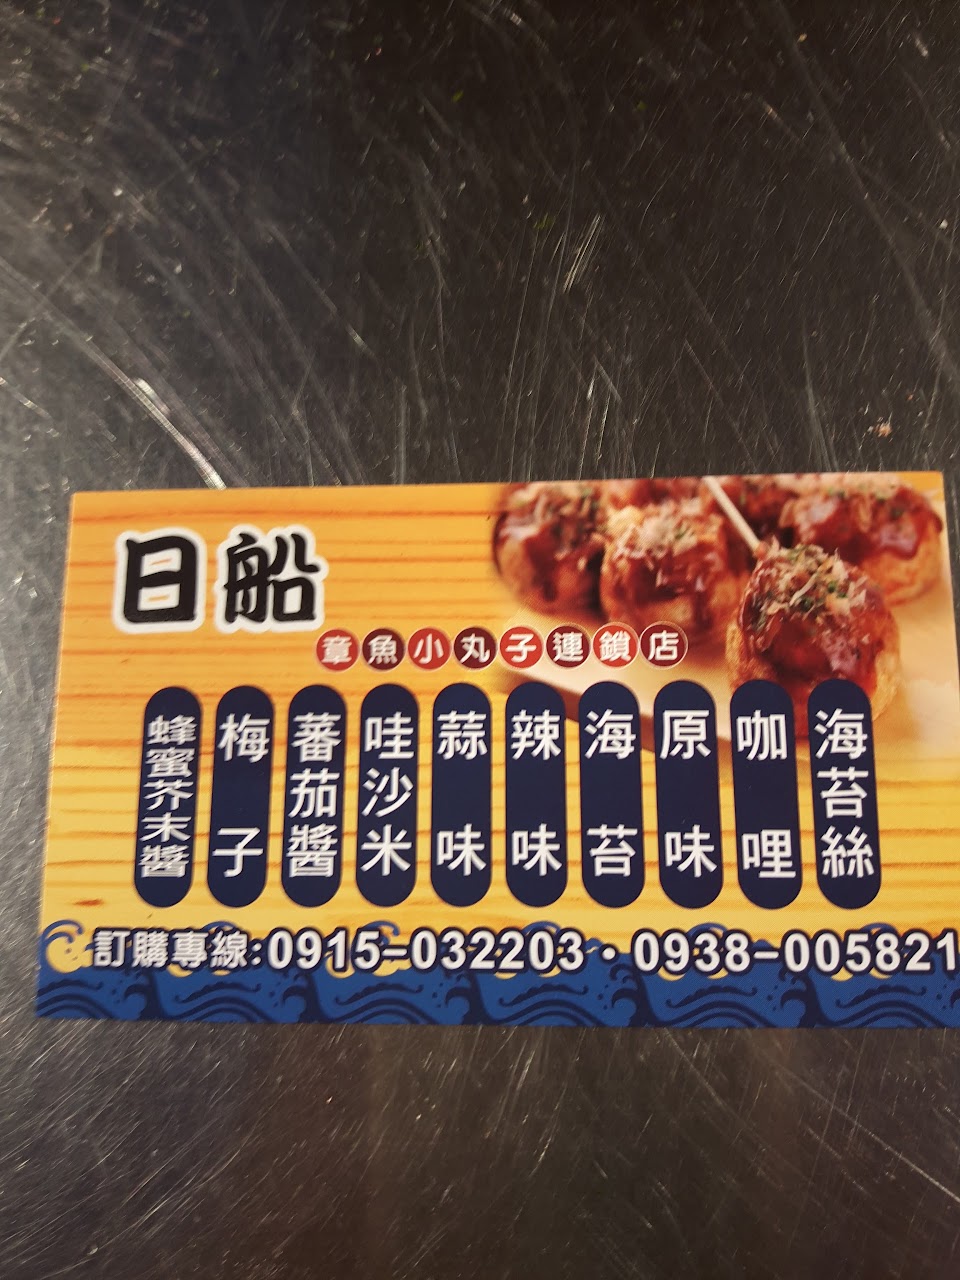 日船
章魚小丸子連鎖店
海苔絲
咖哩
原味
海苔
辣味
蒜味
哇沙米
蕃茄醬
梅子
蜂蜜芥末醬
訂購專線:0915-032203·0938-005821